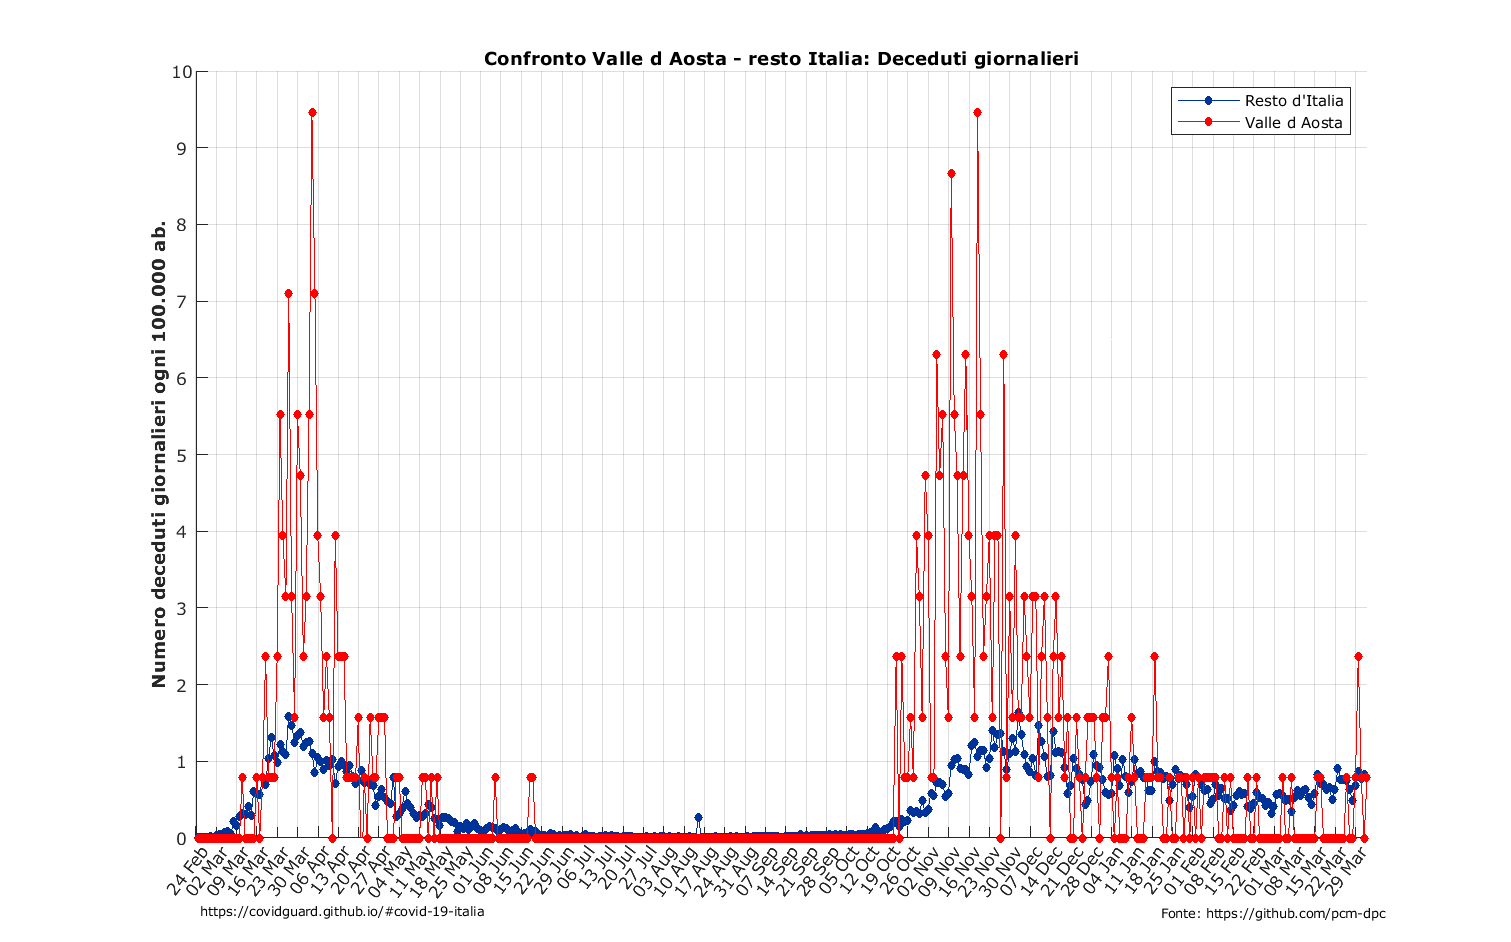 Confronto Valle d Aosta - resto Italia: Deceduti giornalieri
Resto d'Italia
Valle d Aosta
Numero deceduti giornalieri ogni 100.000 ab.
10
9
8
7
6
5
4
3
2
1
0
24 Feb
02 Mar
09 Mar
16 Mar
23 Mar
30 Mar
06 Apr
13 Apr
20 Apr
27 Apr
04 May
11 May
18 May
25 May
01 Jun
08 Jun
15 Jun
22 Jun
29 Jun
06 Jul
13 Jul
20 Jul
27 Jul
03 Aug
10 Aug
17 Aug
24 Aug
31 Aug
07 Sep
14 Sep
21 Sep
28 Sep
05 Oct
12 Oct
19 Oct
26 Oct
02 Nov
09 Nov
16 Nov
23 Nov
30 Nov
07 Dec
14 Dec
21 Dec
28 Dec
04 Jan
11 Jan
18 Jan
25 Jan
01 Feb
08 Feb
15 Feb
22 Feb
01 Mar
08 Mar
15 Mar
22 Mar
29 Mar
https://covidguard.github.io/#covid-19-italia
Fonte: https://github.com/pcm-dpc